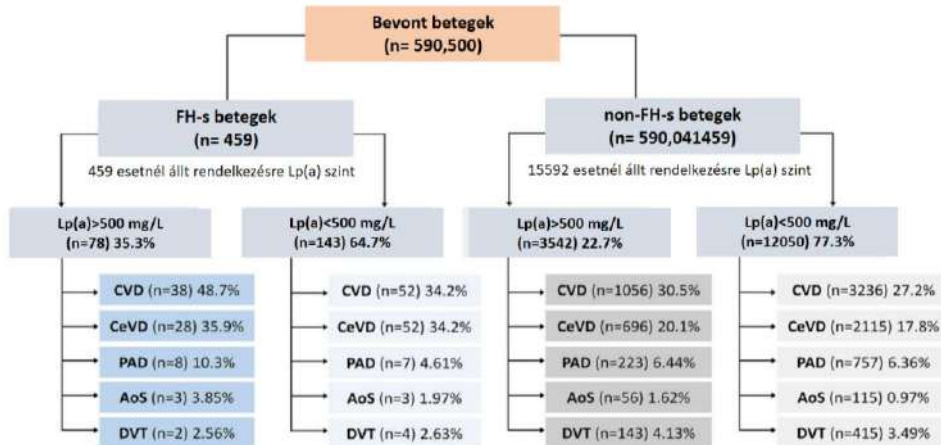 Bevont betegek
(n= 590,500)
FH-s betegek
(n= 459)
non-FH-s betegek
(n= 590,041459)
459 esetnél állt rendelkezésre Lp(a) szint
15592 esetnél állt rendelkezésre Lp(a) szint
Lp(a)>500 mg/L
(n=78) 35.3%
Lp(a)<500 mg/L
(n=143) 64.7%
Lp(a)>500 mg/L
(n=3542) 22.7%
Lp(a)<500 mg/L
(n=12050) 77.3%
CVD (n=38) 48.7%
CeVD (n=28) 35.9%
PAD (n=8) 10.3%
AoS (n=3) 3.85%
DVT (n=2) 2.56%
CVD (n=52) 34.2%
CeVD (n=52) 34.2%
PAD (n=7) 4.61%
AoS (n=3) 1.97%
DVT (n=4) 2.63%
CVD (n=1056) 30.5%
CeVD (n=696) 20.1%
PAD (n=223) 6.44%
AoS (n=56) 1.62%
DVT (n=143) 4.13%
CVD (n=3236) 27.2%
CeVD (n=2115) 17.8%
PAD (n=757) 6.36%
AoS (n=115) 0.97%
DVT (n=415) 3.49%